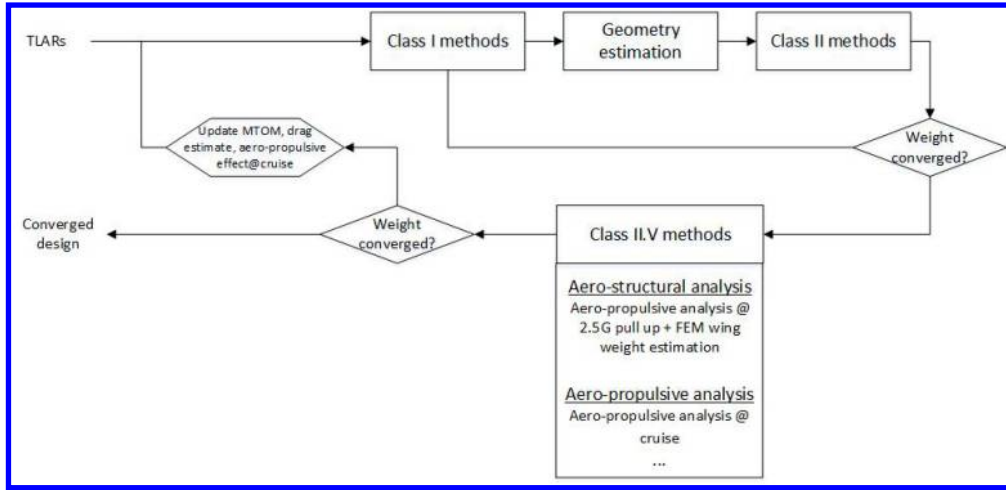 TLARs
Class I methods
Geometry
estimation
Class II methods
Update MTOM, drag
estimate, aero-propulsive
effect@cruise
Weight
converged?
Converged
design
Weight
converged?
Class II.V methods
Aero-structural analysis
Aero-propulsive analysis @
2.5G pull up + FEM wing
weight estimation
Aero-propulsive analysis
Aero-propulsive analysis @
cruise
...